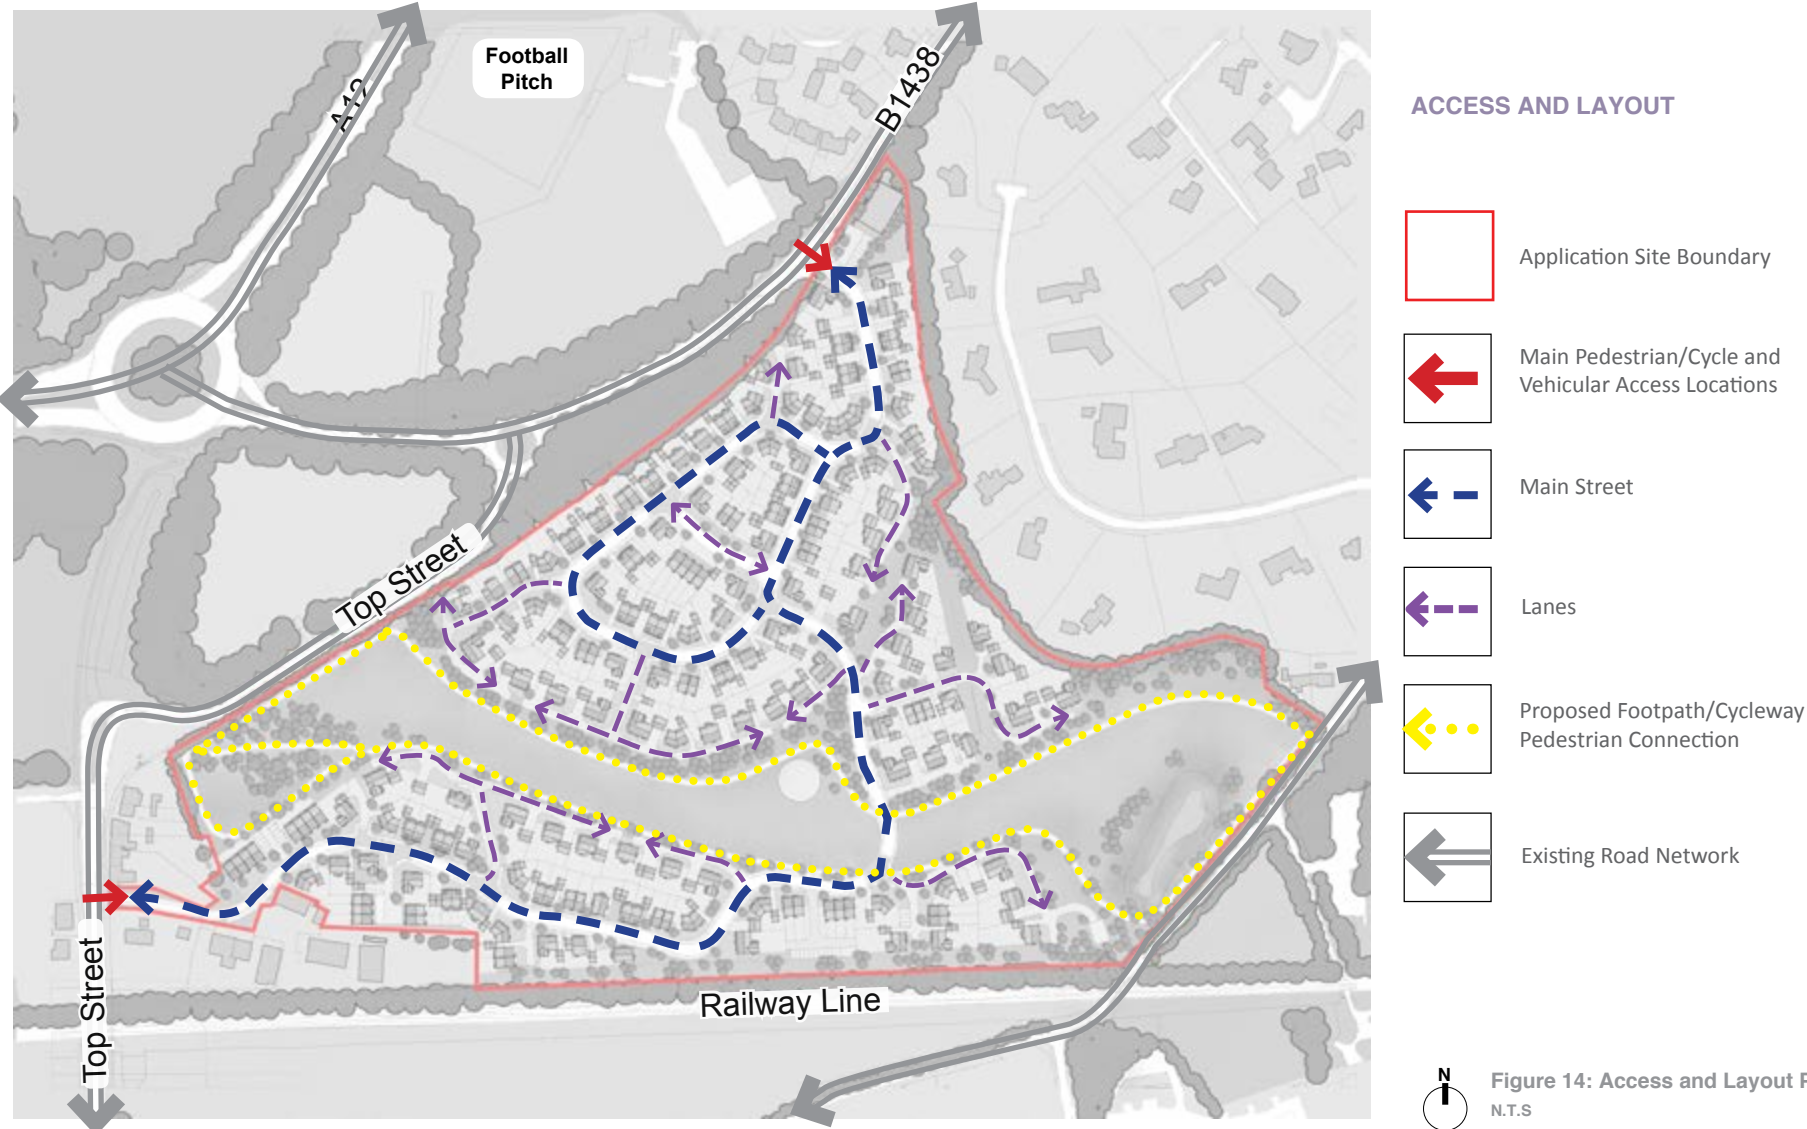 Football
Pitch
A12
B1438
Top Street
Top Street
Railway Line
ACCESS AND LAYOUT
Application Site Boundary
Main Pedestrian/Cycle and
Vehicular Access Locations
Main Street
Lanes
Proposed Footpath/Cycleway
Pedestrian Connection
Existing Road Network
N
Figure 14: Access and Layout P
N.T.S